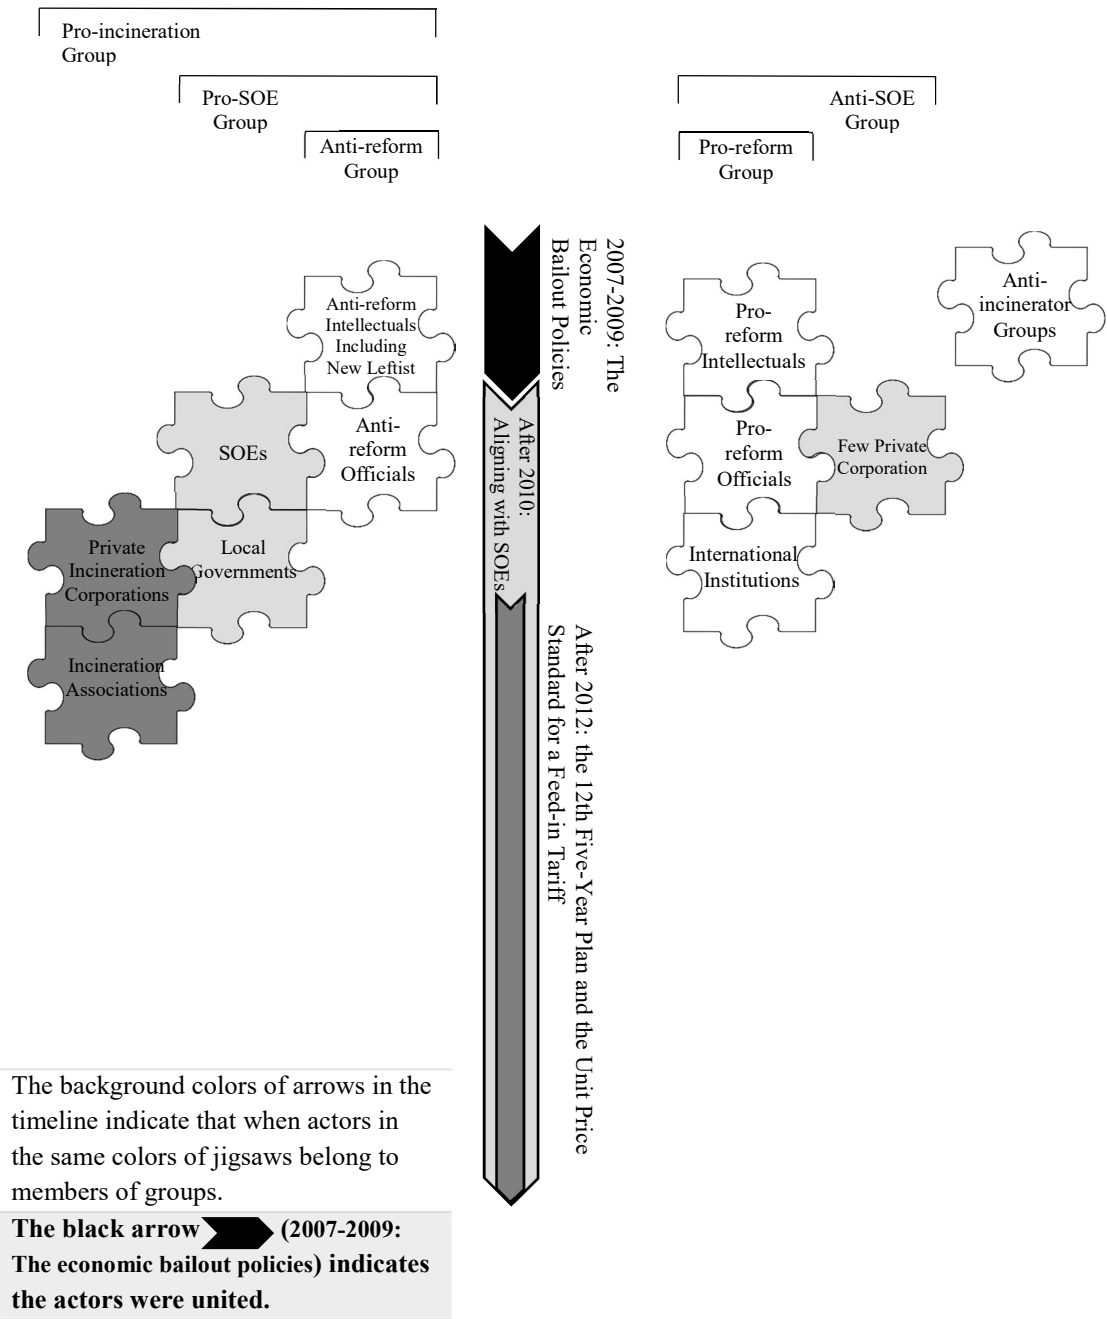 Pro-incineration
Group
Pro-SOE
Group
Anti-reform
Group
Anti-SOE
Group
Pro-reform
Group
2007-2009: The
Economic
Bailout Policies
Anti-reform
Intellectuals
Including
New Leftist
Pro-
reform
Intellectuals
Anti-
incinerator
Groups
SOEs
Anti-
reform
Officials
After 2010:
Aligning with SOEs
Pro-
reform
Officials
Few Private
Corporation
Private
Incineration
Corporations
Local
Governments
International
Institutions
Incineration
Associations
After 2012: the 12th Five-Year Plan and the Unit Price
Standard for a Feed-in Tariff
The background colors of arrows in the
timeline indicate that when actors in
the same colors of jigsaws belong to
members of groups.
The black arrow (2007-2009:
The economic bailout policies) indicates
the actors were united.